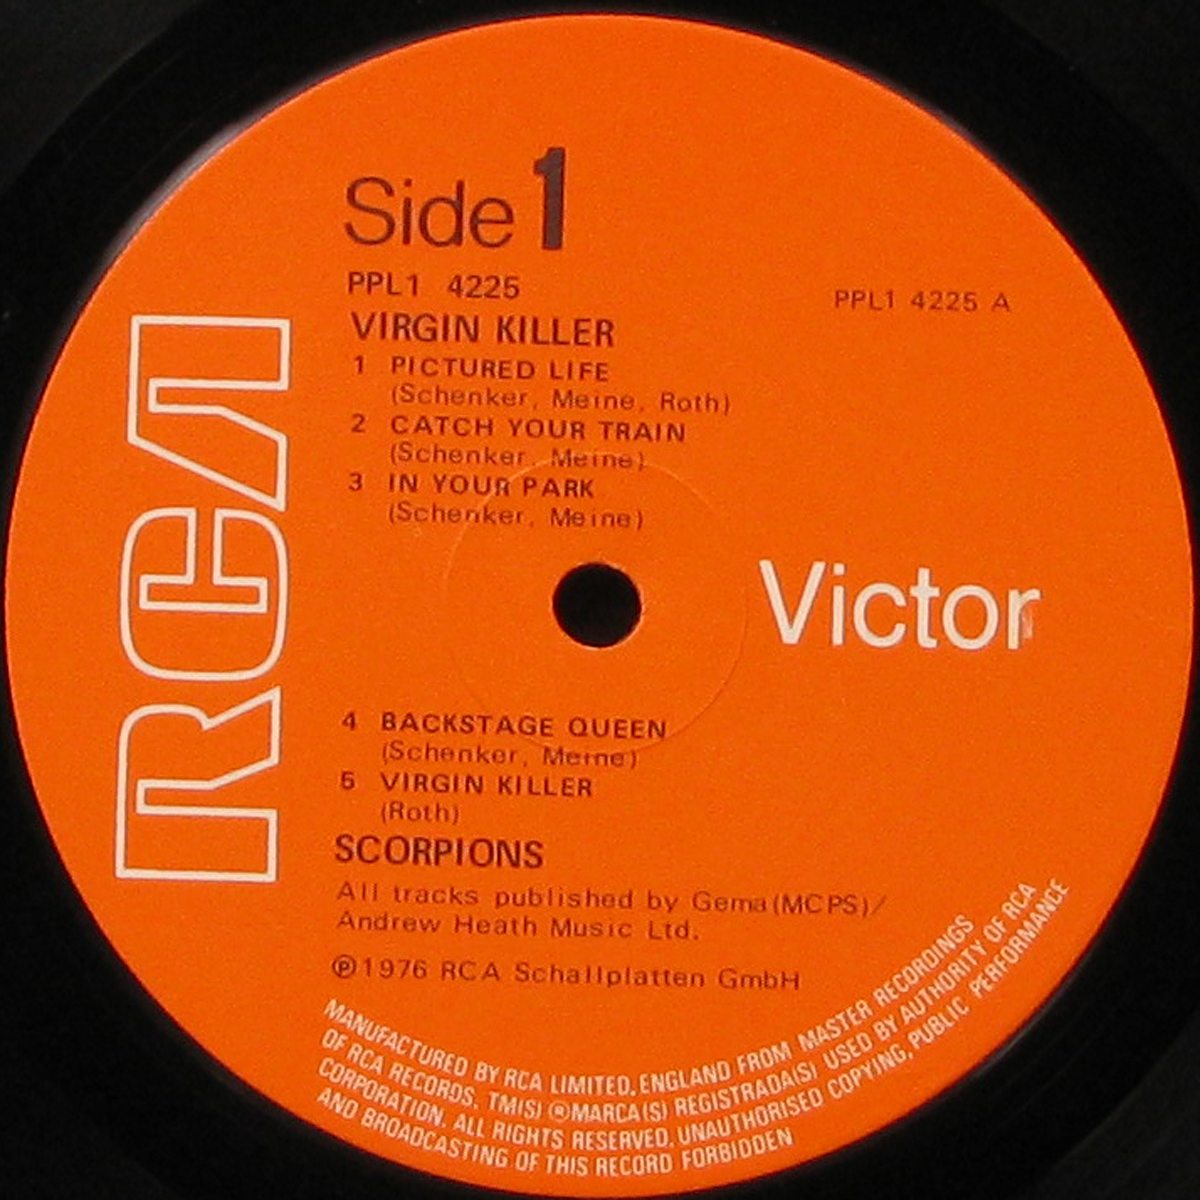 Side 1
PPL1 4225
PPL1 4225 A
VIRGIN KILLER
1 PICTURED LIFE
(Schenker, Meine, Roth)
2 CATCH YOUR TRAIN
(Schenker, Meine)
3 IN YOUR PARK
(Schenker, Meine)
RCA
Victor
4 BACKSTAGE QUEEN
(Schenker, Meine)
5 VIRGIN KILLER
(Roth)
SCORPIONS
All tracks published by Gema (MCPS)/
Andrew Heath Music Ltd.
℗1976 RCA Schallplatten GmbH
MANUFACTURED BY RCA LIMITED, ENGLAND FROM MASTER RECORDINGS
OF RCA RECORDS. TM(S) ®MARCA(S) REGISTRADA(S) USED BY AUTHORITY OF RCA
CORPORATION. ALL RIGHTS RESERVED. UNAUTHORISED COPYING, PUBLIC PERFORMANCE
AND BROADCASTING OF THIS RECORD FORBIDDEN